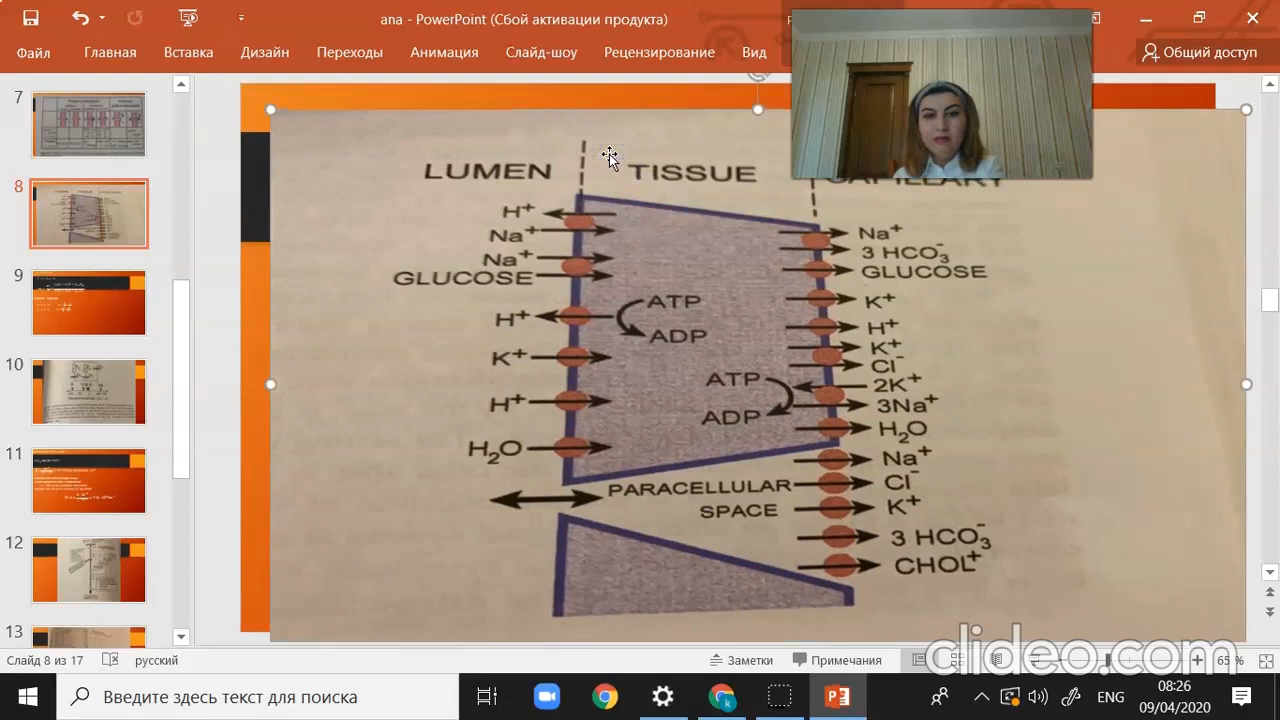 ana - PowerPoint (Сбой активации продукта)
Файл Главная Вставка Дизайн Переходы Анимация Слайд-шоу Рецензирование Вид Общий доступ
7
8
9
10
11
12
13
LUMEN TISSUE CAPILLARY
H+
Na+
Na+
GLUCOSE
H+
K+
H+
H2O
ATP
ADP
ATP
ADP
PARACELLULAR
SPACE
Na+
3 HCO3-
GLUCOSE
K+
H+
K+
Cl-
2K+
3Na+
H2O
Na+
Cl-
K+
3 HCO3-
CHOL+
clideo.com
Слайд 8 из 17 русский Заметки Примечания 65 %
Введите здесь текст для поиска
ENG
08:26
09/04/2020